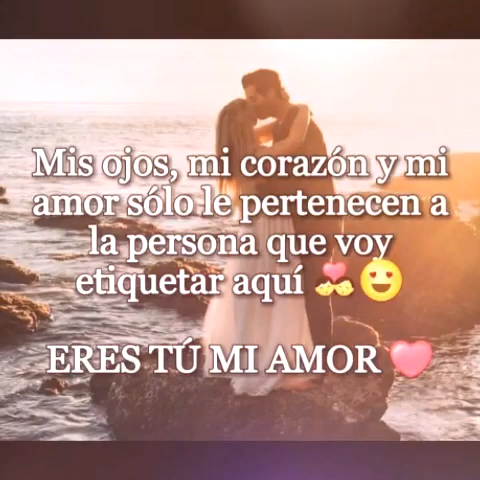 Mis ojos, mi corazón y mi
amor sólo le pertenecen a
la persona que voy
etiquetar aquí 💏😍
ERES TÚ MI AMOR ❤